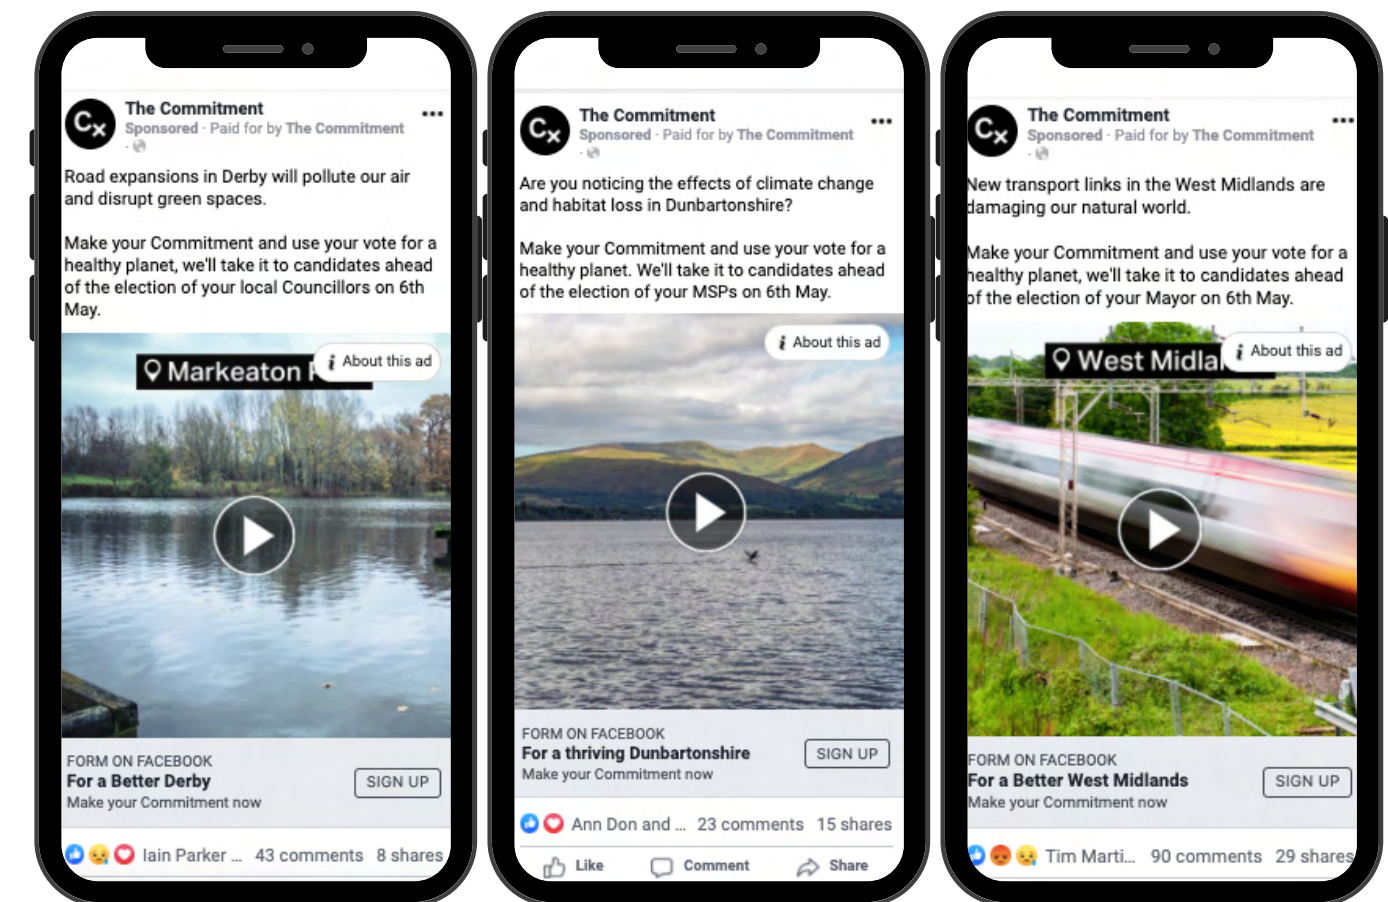 Cx
The Commitment
Sponsored · Paid for by The Commitment
Road expansions in Derby will pollute our air
and disrupt green spaces.
Make your Commitment and use your vote for a
healthy planet, we'll take it to candidates ahead
of the election of your local Councillors on 6th
May.
Markeaton
i About this ad
FORM ON FACEBOOK
For a Better Derby
Make your Commitment now
SIGN UP
Iain Parker ... 43 comments 8 shares
Cx
The Commitment
Sponsored · Paid for by The Commitment
Are you noticing the effects of climate change
and habitat loss in Dunbartonshire?
Make your Commitment and use your vote for a
healthy planet. We'll take it to candidates ahead
of the election of your MSPs on 6th May.
i About this ad
FORM ON FACEBOOK
For a thriving Dunbartonshire
Make your Commitment now
SIGN UP
Ann Don and ... 23 comments 15 shares
Like Comment Share
Cx
The Commitment
Sponsored · Paid for by The Commitment
New transport links in the West Midlands are
damaging our natural world.
Make your Commitment and use your vote for a
healthy planet, we'll take it to candidates ahead
of the election of your Mayor on 6th May.
West Midla
i About this ad
FORM ON FACEBOOK
For a Better West Midlands
Make your Commitment now
SIGN UP
Tim Marti... 90 comments 29 shares